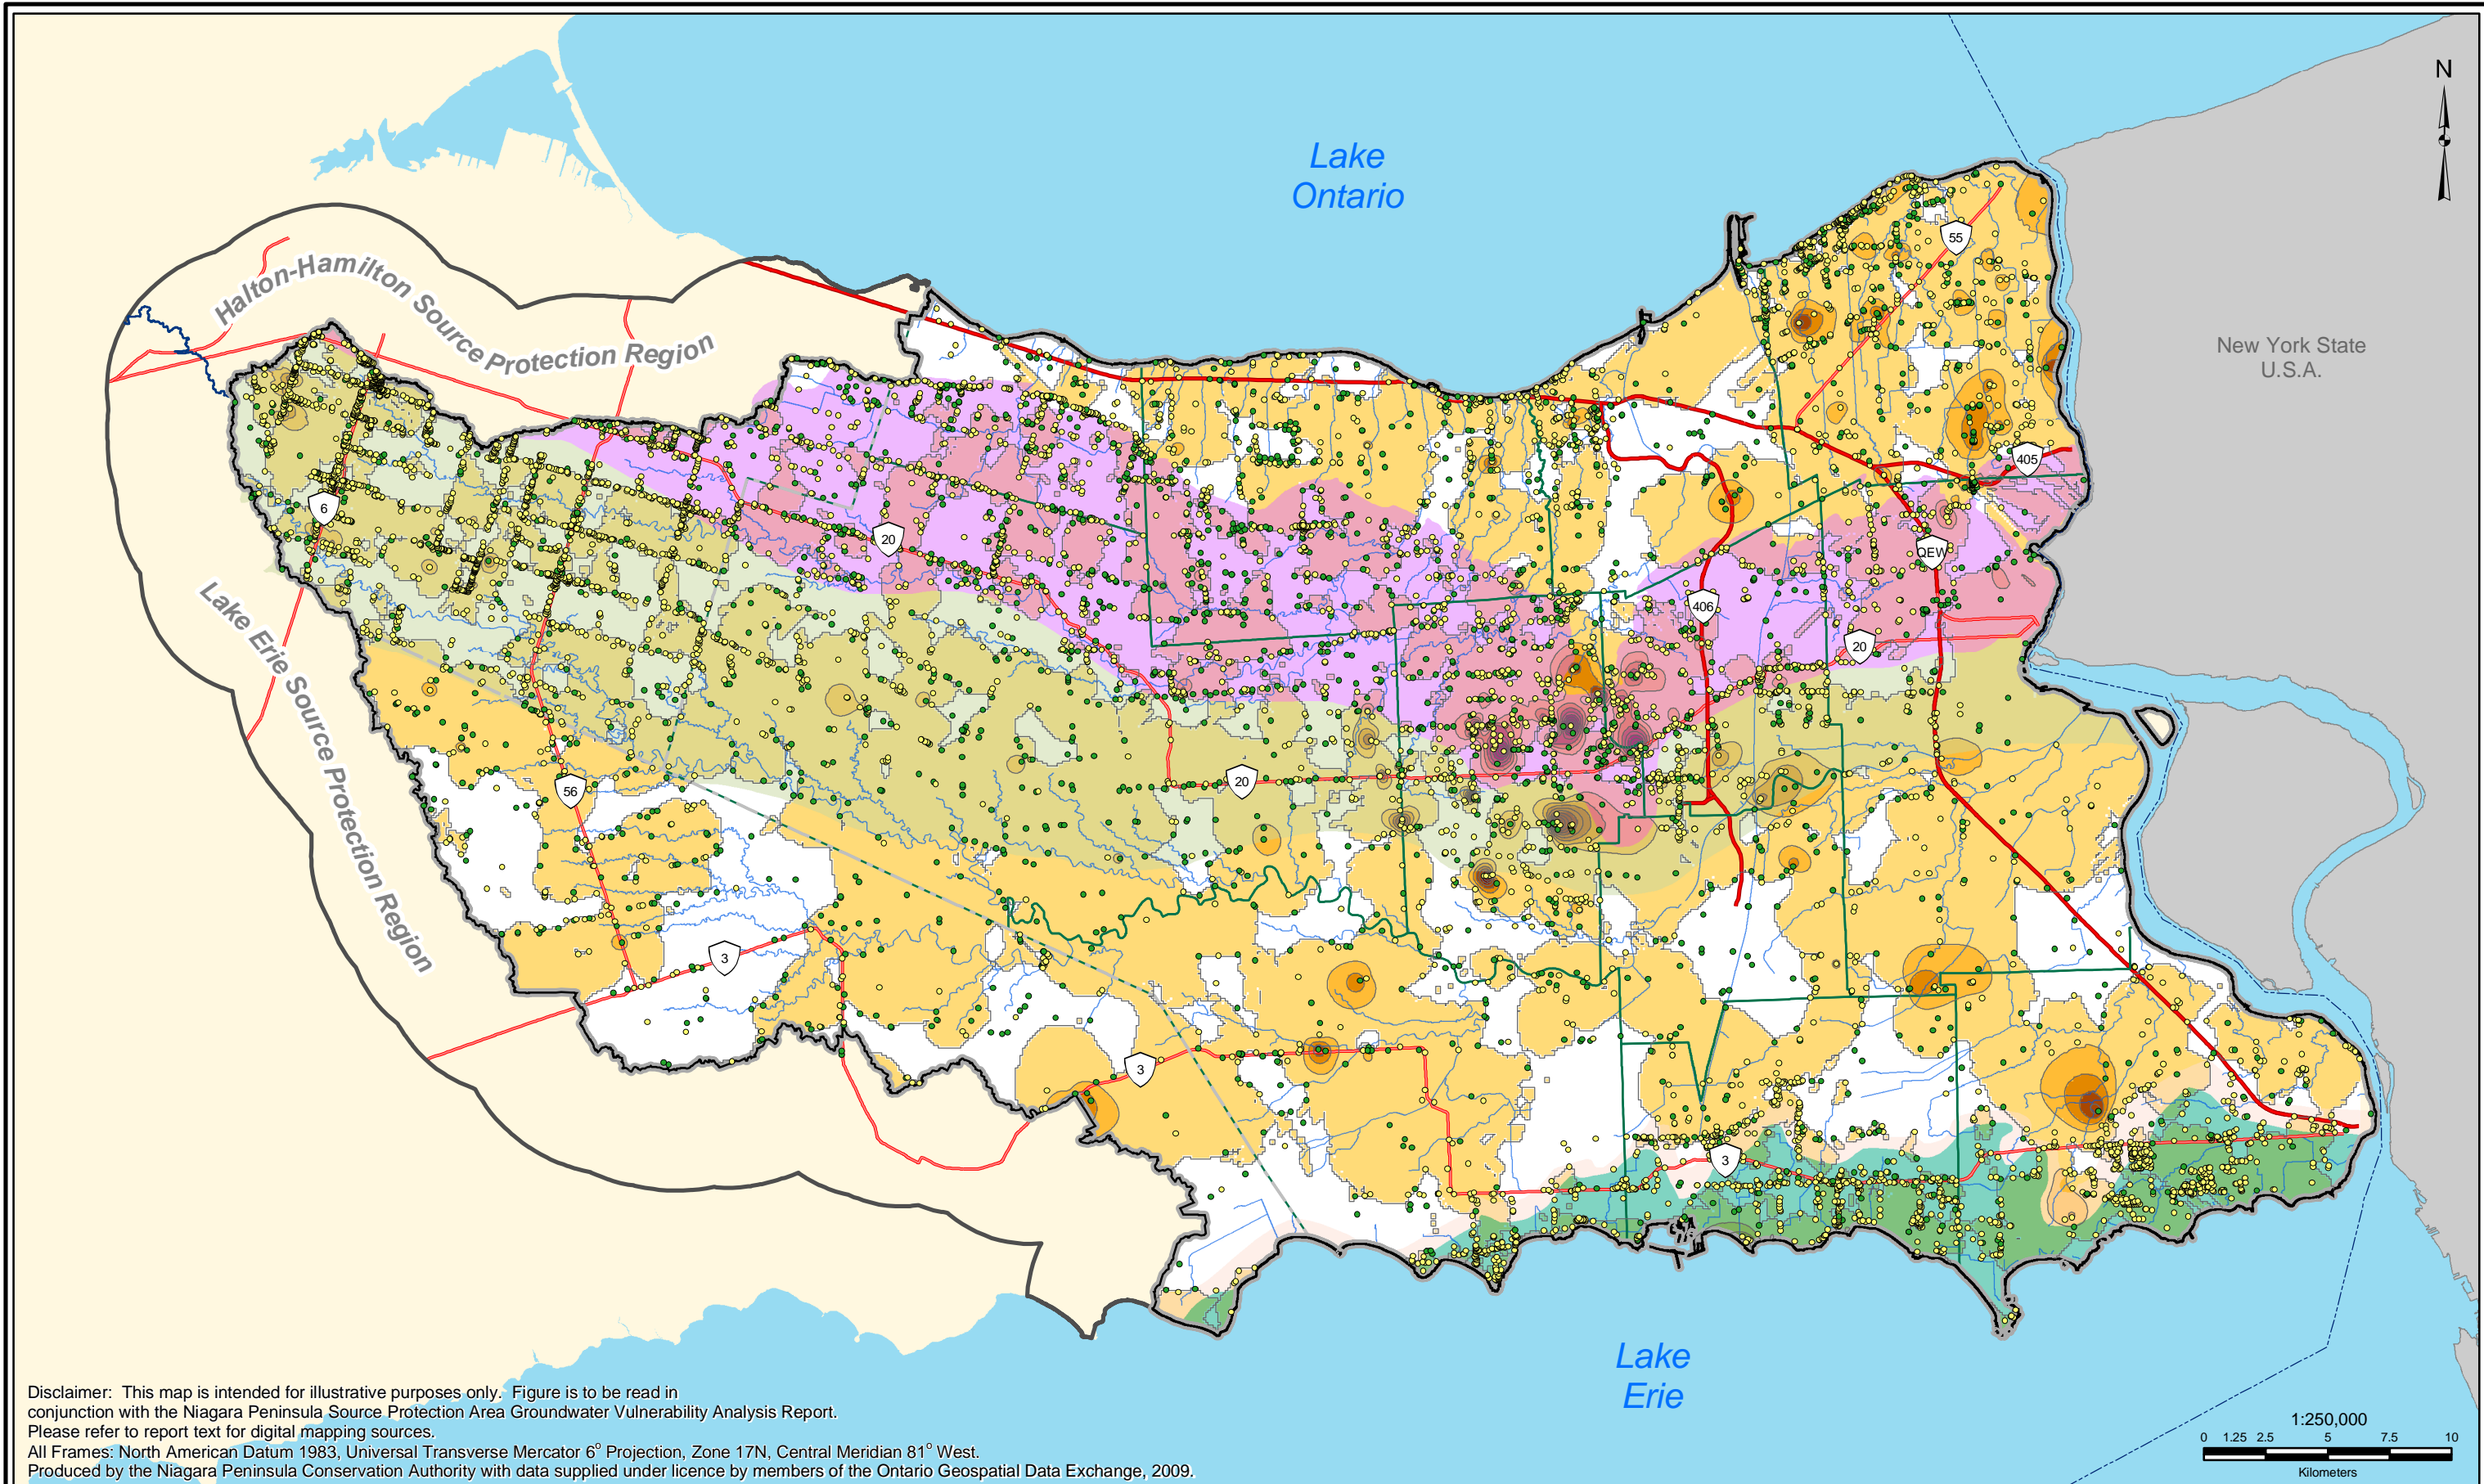 N
Lake
Ontario
55
Halton-Hamilton Source Protection Region
New York State
U.S.A.
405
6
20
QEW
406
20
Lake Erie Source Protection Region
20
56
3
3
3
Lake
Erie
Disclaimer: This map is intended for illustrative purposes only. Figure is to be read in
conjunction with the Niagara Peninsula Source Protection Area Groundwater Vulnerability Analysis Report.
Please refer to report text for digital mapping sources.
All Frames: North American Datum 1983, Universal Transverse Mercator 6° Projection, Zone 17N, Central Meridian 81° West.
Produced by the Niagara Peninsula Conservation Authority with data supplied under licence by members of the Ontario Geospatial Data Exchange, 2009.
1:250,000
0 1.25 2.5 5 7.5 10
Kilometers